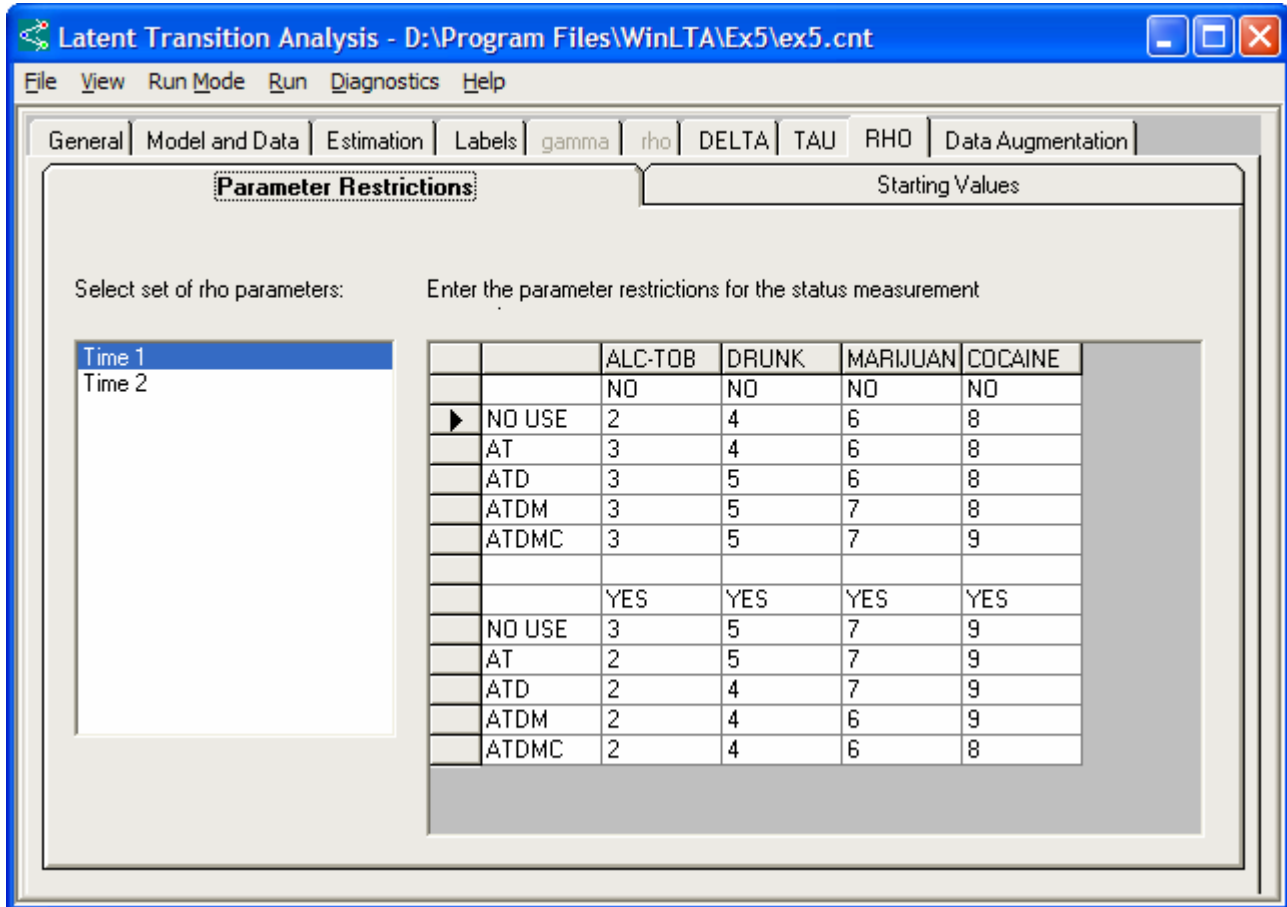 Latent Transition Analysis - D:\Program Files\WinLTA\Ex5\ex5.cnt
File View Run Mode Run Diagnostics Help
General Model and Data Estimation Labels gamma rho DELTA TAU RHO Data Augmentation
Parameter Restrictions Starting Values
Select set of rho parameters: Enter the parameter restrictions for the status measurement
Time 1
Time 2
ALC-TOB DRUNK MARIJUAN COCAINE
NO NO NO NO
NO USE 2 4 6 8
AT 3 4 6 8
ATD 3 5 6 8
ATDM 3 5 7 8
ATDMC 3 5 7 9
YES YES YES YES
NO USE 3 5 7 9
AT 2 5 7 9
ATD 2 4 7 9
ATDM 2 4 6 9
ATDMC 2 4 6 8